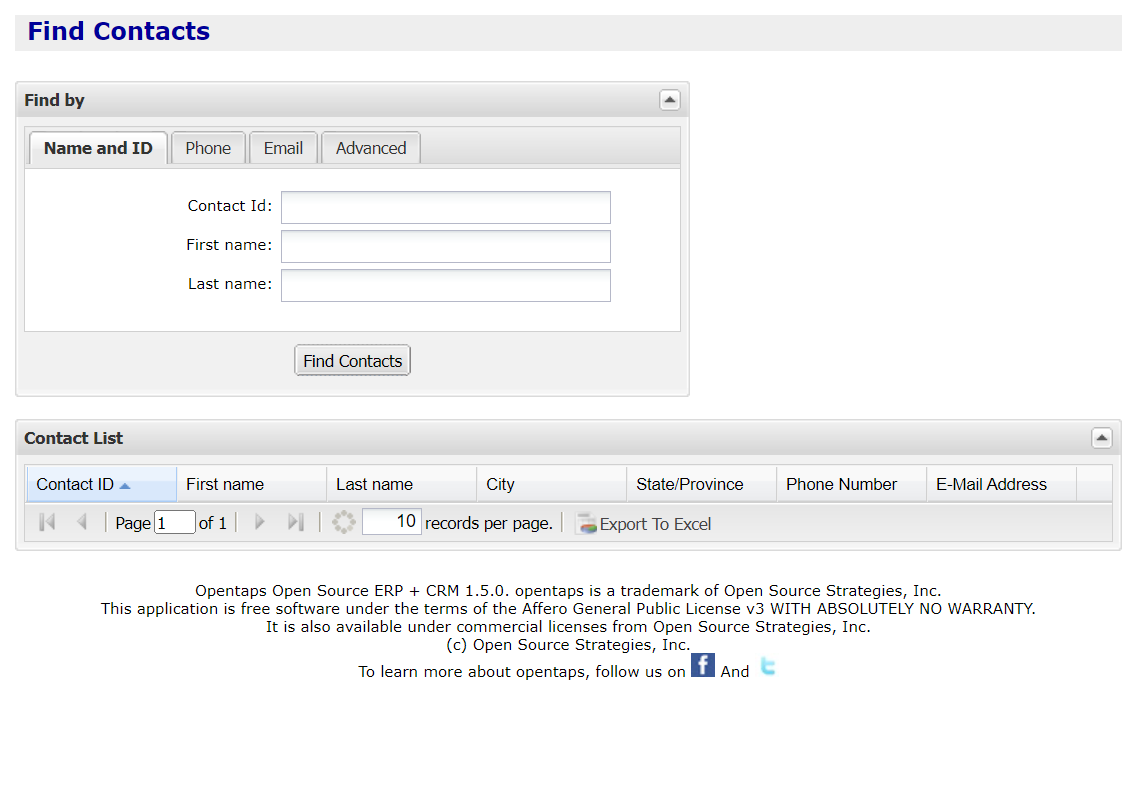 Find Contacts
Find by
Name and ID Phone Email Advanced
Contact Id:
First name:
Last name:
Find Contacts
Contact List
Contact ID First name Last name City State/Province Phone Number E-Mail Address
Page 1 of 1 10 records per page. Export To Excel
Opentaps Open Source ERP + CRM 1.5.0. opentaps is a trademark of Open Source Strategies, Inc.
This application is free software under the terms of the Affero General Public License v3 WITH ABSOLUTELY NO WARRANTY.
It is also available under commercial licenses from Open Source Strategies, Inc.
(c) Open Source Strategies, Inc.
To learn more about opentaps, follow us on f And t